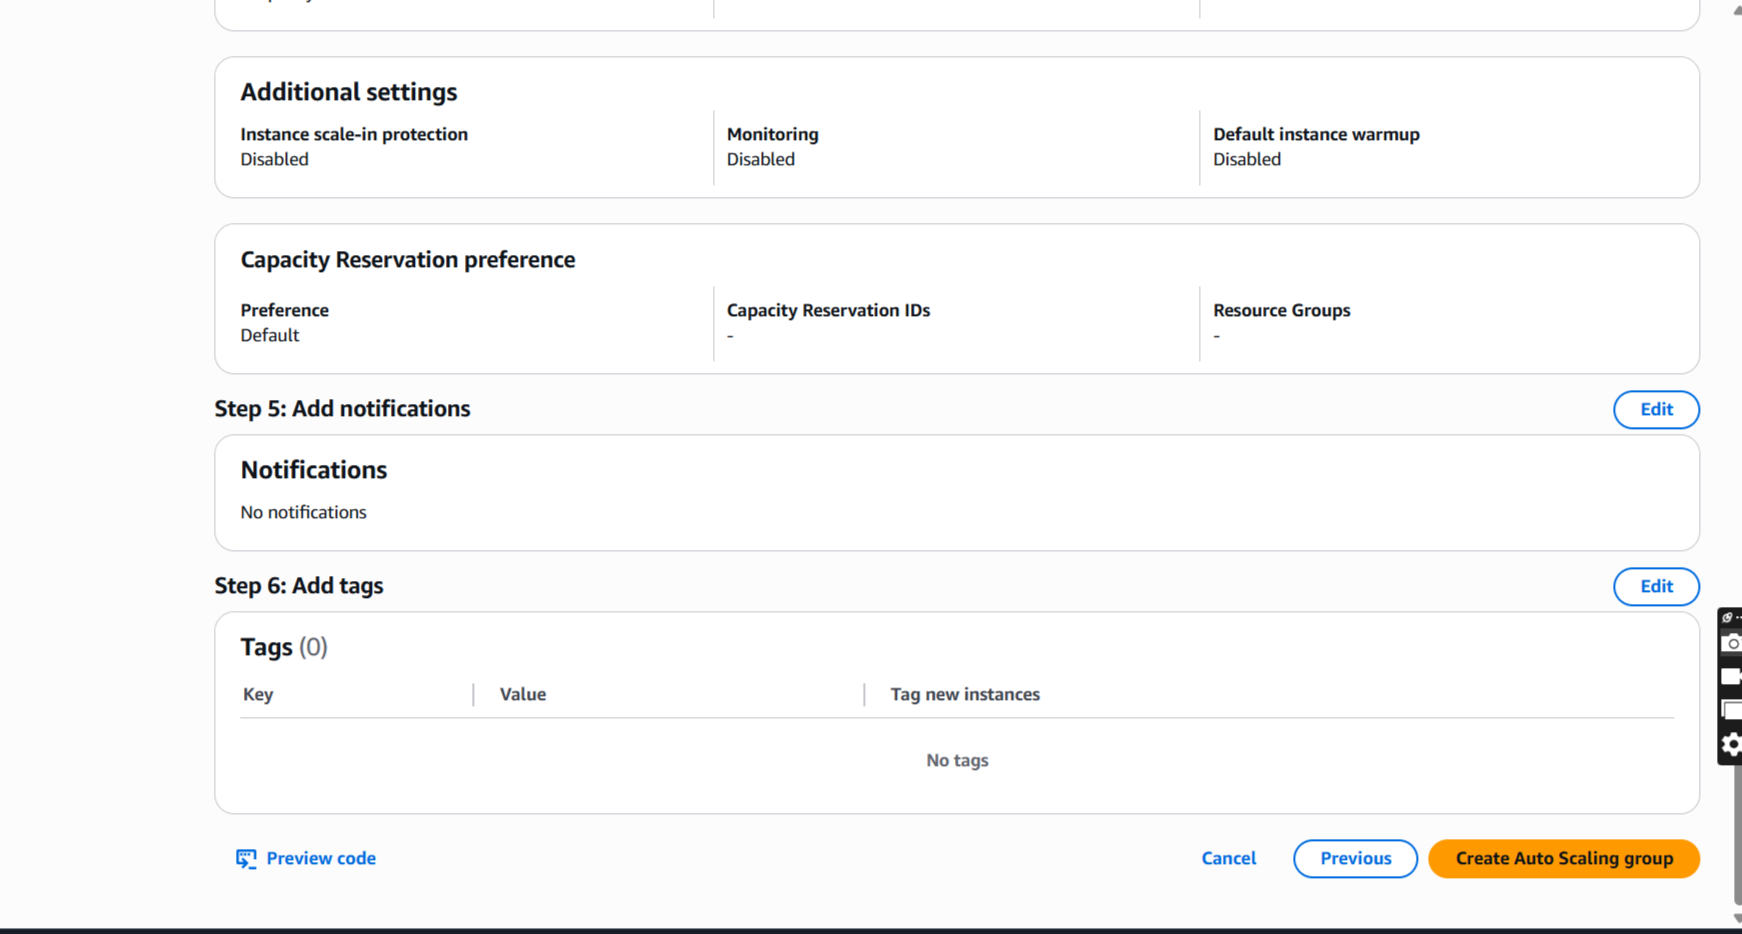 Additional settings
Instance scale-in protection
Disabled
Monitoring
Disabled
Default instance warmup
Disabled
Capacity Reservation preference
Preference
Default
Capacity Reservation IDs
-
Resource Groups
-
Step 5: Add notifications
Edit
Notifications
No notifications
Step 6: Add tags
Edit
Tags (0)
Key
Value
Tag new instances
No tags
Preview code
Cancel
Previous
Create Auto Scaling group